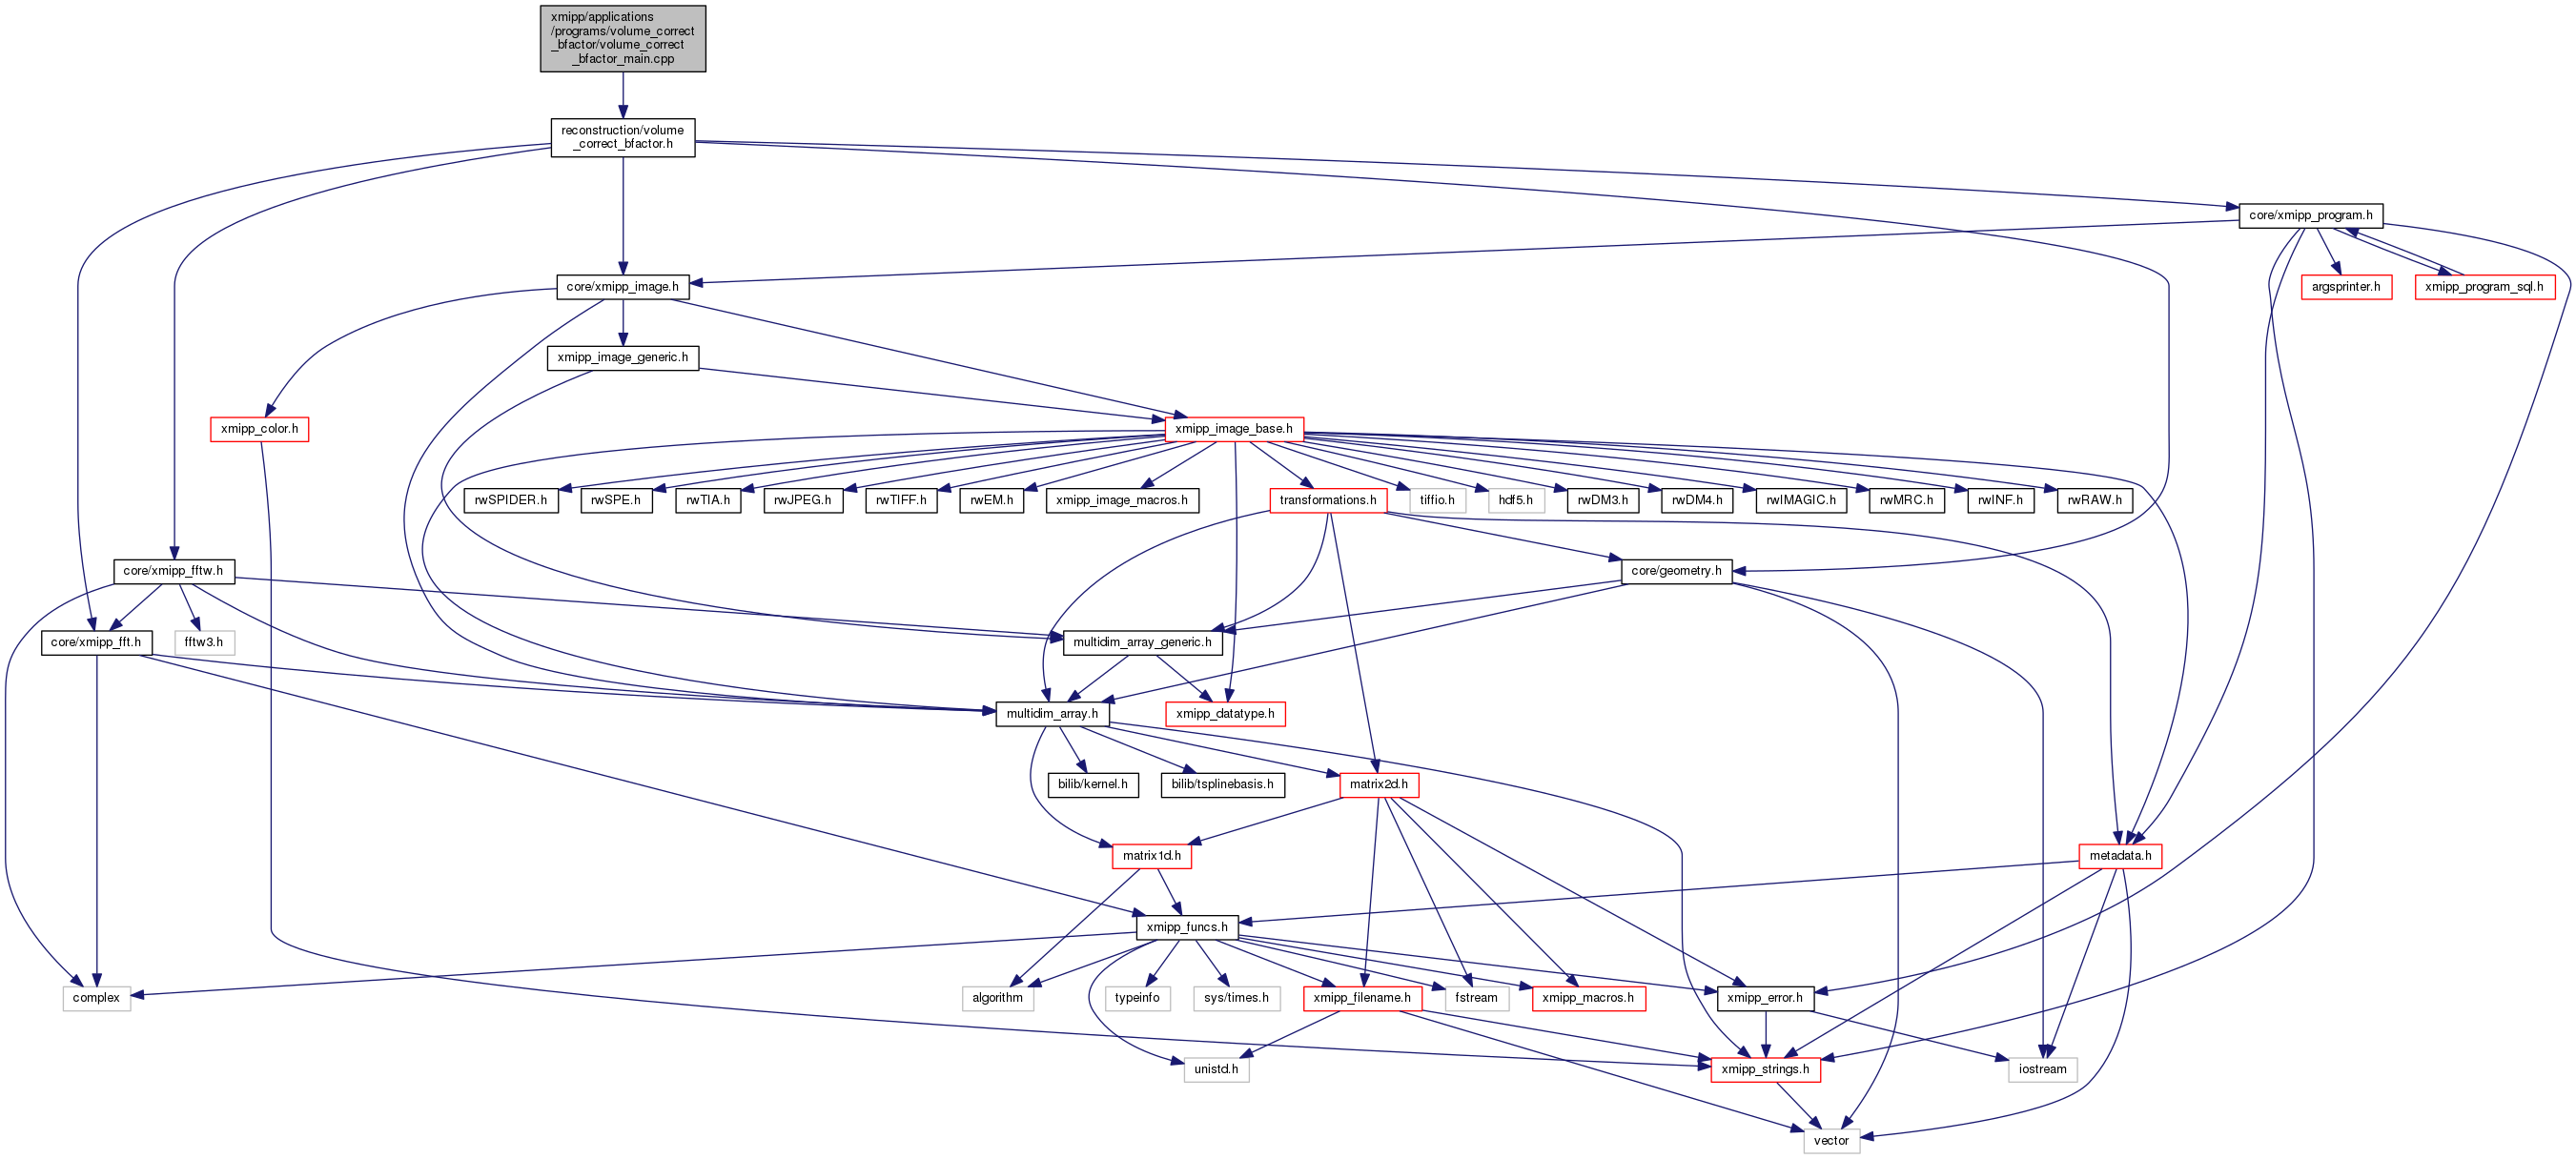 xmipp/applications
/programs/volume_correct
_bfactor/volume_correct
_bfactor_main.cpp
reconstruction/volume
_correct_bfactor.h
core/xmipp_program.h
core/xmipp_image.h
argsprinter.h
xmipp_program_sql.h
xmipp_image_generic.h
xmipp_color.h
xmipp_image_base.h
rwSPIDER.h
rwSPE.h
rwTIA.h
rwJPEG.h
rwTIFF.h
rwEM.h
xmipp_image_macros.h
transformations.h
tiffio.h
hdf5.h
rwDM3.h
rwDM4.h
rwIMAGIC.h
rwMRC.h
rwINF.h
rwRAW.h
core/xmipp_fftw.h
core/geometry.h
core/xmipp_fft.h
fftw3.h
multidim_array_generic.h
multidim_array.h
xmipp_datatype.h
bilib/kernel.h
bilib/tsplinebasis.h
matrix2d.h
matrix1d.h
metadata.h
xmipp_funcs.h
complex
algorithm
typeinfo
sys/times.h
xmipp_filename.h
fstream
xmipp_macros.h
xmipp_error.h
unistd.h
xmipp_strings.h
iostream
vector